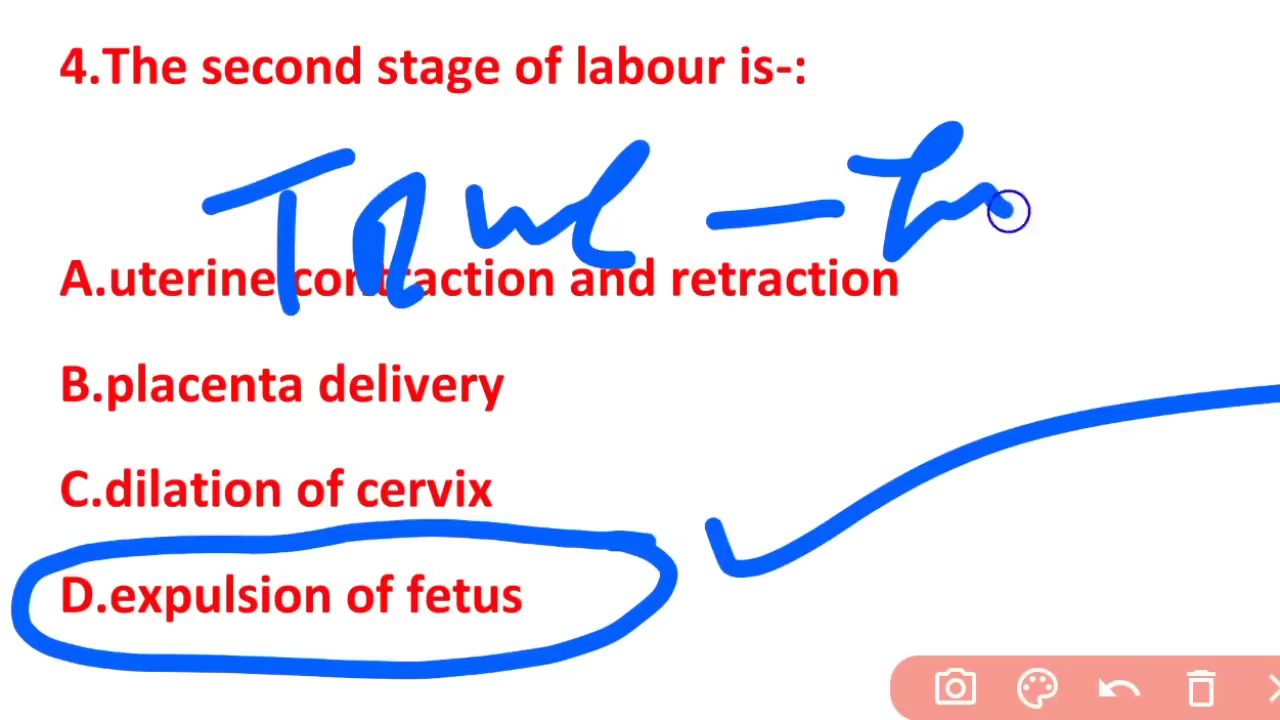 4.The second stage of labour is-:
TRUE -
A.uterine contraction and retraction
B.placenta delivery
C.dilation of cervix
D.expulsion of fetus